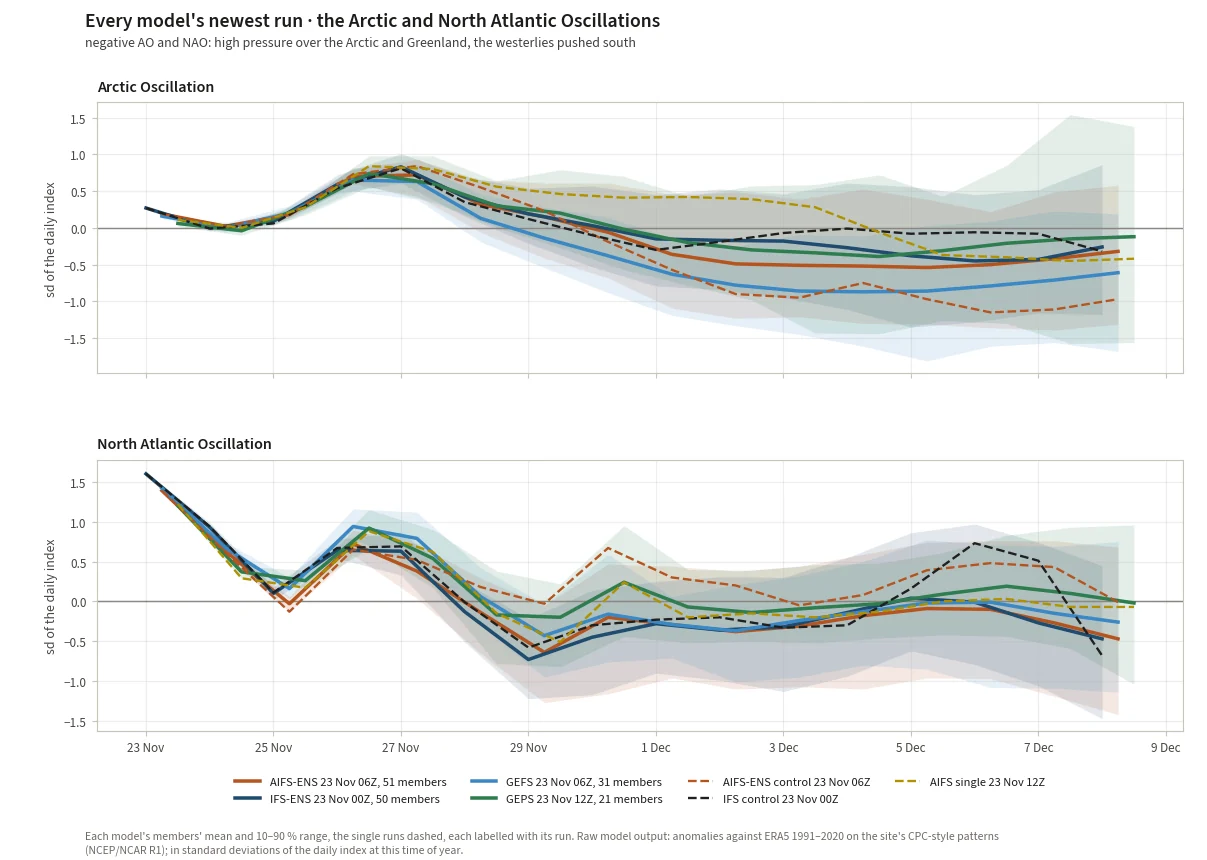 Every model's newest run · the Arctic and North Atlantic Oscillations
negative AO and NAO: high pressure over the Arctic and Greenland, the westerlies pushed south
Arctic Oscillation
sd of the daily index
1.5
1.0
0.5
0.0
−0.5
−1.0
−1.5
North Atlantic Oscillation
sd of the daily index
1.5
1.0
0.5
0.0
−0.5
−1.0
−1.5
23 Nov 25 Nov 27 Nov 29 Nov 1 Dec 3 Dec 5 Dec 7 Dec 9 Dec
AIFS-ENS 23 Nov 06Z, 51 members GEFS 23 Nov 06Z, 31 members AIFS-ENS control 23 Nov 06Z AIFS single 23 Nov 12Z
IFS-ENS 23 Nov 00Z, 50 members GEPS 23 Nov 12Z, 21 members IFS control 23 Nov 00Z
Each model's members' mean and 10–90 % range, the single runs dashed, each labelled with its run. Raw model output: anomalies against ERA5 1991–2020 on the site's CPC-style patterns
(NCEP/NCAR R1); in standard deviations of the daily index at this time of year.